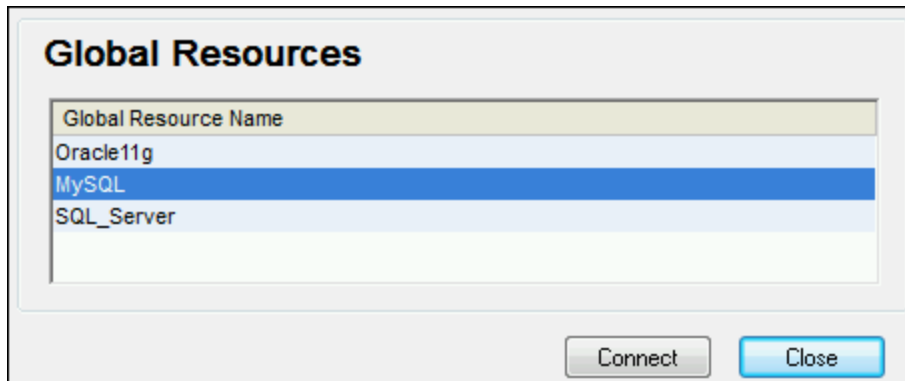 Global Resources
Global Resource Name
Oracle11g
MySQL
SQL_Server
Connect Close